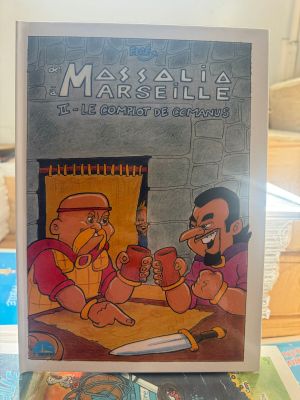 DE
MASSALIA
À
MARSEILLE
II - LE COMPLOT DE COMANUS